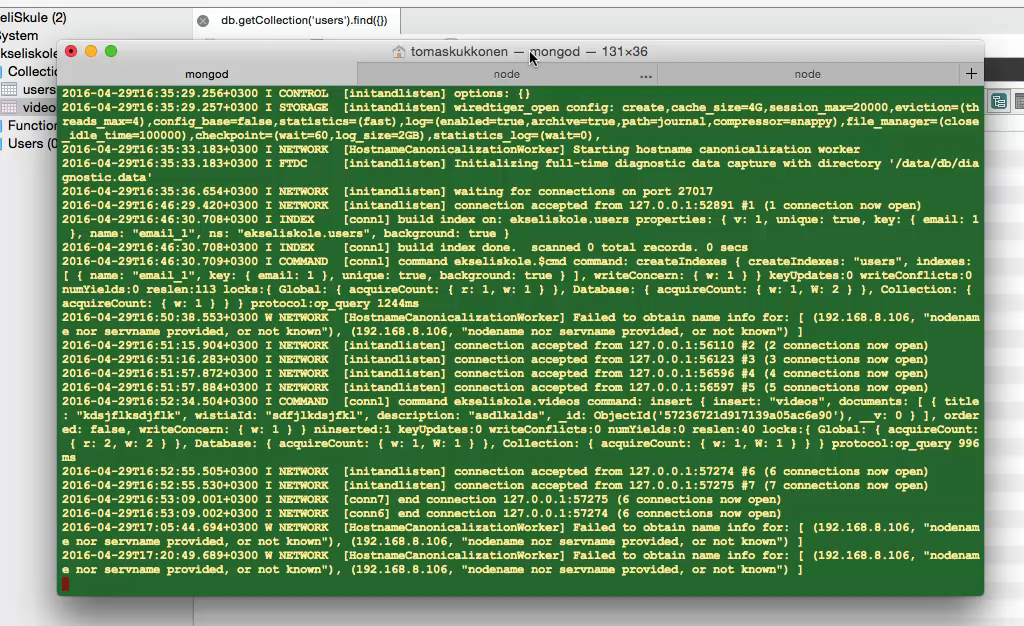 eliSkule (2)
System
kseliskole
Collectio
users
video
Function
Users (0
db.getCollection('users').find({})
tomaskukkonen — mongod — 131×36
mongod
node
...
node
+
2016-04-29T16:35:29.256+0300 I CONTROL  [initandlisten] options: {}
2016-04-29T16:35:29.257+0300 I STORAGE  [initandlisten] wiredtiger_open config: create,cache_size=4G,session_max=20000,eviction=(th
reads_max=4),config_base=false,statistics=(fast),log=(enabled=true,archive=true,path=journal,compressor=snappy),file_manager=(close
_idle_time=100000),checkpoint=(wait=60,log_size=2GB),statistics_log=(wait=0),
2016-04-29T16:35:33.183+0300 I NETWORK  [HostnameCanonicalizationWorker] Starting hostname canonicalization worker
2016-04-29T16:35:33.183+0300 I FTDC     [initandlisten] Initializing full-time diagnostic data capture with directory '/data/db/dia
gnostic.data'
2016-04-29T16:35:36.654+0300 I NETWORK  [initandlisten] waiting for connections on port 27017
2016-04-29T16:46:29.420+0300 I NETWORK  [initandlisten] connection accepted from 127.0.0.1:52891 #1 (1 connection now open)
2016-04-29T16:46:30.708+0300 I INDEX    [conn1] build index on: ekseliskole.users properties: { v: 1, unique: true, key: { email: 1
 }, name: "email_1", ns: "ekseliskole.users", background: true }
2016-04-29T16:46:30.708+0300 I INDEX    [conn1] build index done.  scanned 0 total records. 0 secs
2016-04-29T16:46:30.709+0300 I COMMAND  [conn1] command ekseliskole.$cmd command: createIndexes { createIndexes: "users", indexes:
[ { name: "email_1", key: { email: 1 }, unique: true, background: true } ], writeConcern: { w: 1 } } keyUpdates:0 writeConflicts:0
numYields:0 reslen:113 locks:{ Global: { acquireCount: { r: 1, w: 1 } }, Database: { acquireCount: { w: 1, W: 2 } }, Collection: {
acquireCount: { w: 1 } } } protocol:op_query 1244ms
2016-04-29T16:50:38.553+0300 W NETWORK  [HostnameCanonicalizationWorker] Failed to obtain name info for: [ (192.168.8.106, "nodenam
e nor servname provided, or not known"), (192.168.8.106, "nodename nor servname provided, or not known") ]
2016-04-29T16:51:15.904+0300 I NETWORK  [initandlisten] connection accepted from 127.0.0.1:56110 #2 (2 connections now open)
2016-04-29T16:51:16.283+0300 I NETWORK  [initandlisten] connection accepted from 127.0.0.1:56123 #3 (3 connections now open)
2016-04-29T16:51:57.872+0300 I NETWORK  [initandlisten] connection accepted from 127.0.0.1:56596 #4 (4 connections now open)
2016-04-29T16:51:57.884+0300 I NETWORK  [initandlisten] connection accepted from 127.0.0.1:56597 #5 (5 connections now open)
2016-04-29T16:52:34.504+0300 I COMMAND  [conn1] command ekseliskole.videos command: insert { insert: "videos", documents: [ { title
: "kdsjflksdjflk", wistiaId: "sdfjlkdsjfkl", description: "asdlkalds", _id: ObjectId('57236721d917139a05ac6e90'), __v: 0 } ], order
ed: false, writeConcern: { w: 1 } } ninserted:1 keyUpdates:0 writeConflicts:0 numYields:0 reslen:40 locks:{ Global: { acquireCount:
 { r: 2, w: 2 } }, Database: { acquireCount: { w: 1, W: 1 } }, Collection: { acquireCount: { w: 1, W: 1 } } } protocol:op_query 996
ms
2016-04-29T16:52:55.505+0300 I NETWORK  [initandlisten] connection accepted from 127.0.0.1:57274 #6 (6 connections now open)
2016-04-29T16:52:55.530+0300 I NETWORK  [initandlisten] connection accepted from 127.0.0.1:57275 #7 (7 connections now open)
2016-04-29T16:53:09.001+0300 I NETWORK  [conn7] end connection 127.0.0.1:57275 (6 connections now open)
2016-04-29T16:53:09.002+0300 I NETWORK  [conn6] end connection 127.0.0.1:57274 (6 connections now open)
2016-04-29T17:05:44.694+0300 W NETWORK  [HostnameCanonicalizationWorker] Failed to obtain name info for: [ (192.168.8.106, "nodenam
e nor servname provided, or not known"), (192.168.8.106, "nodename nor servname provided, or not known") ]
2016-04-29T17:20:49.689+0300 W NETWORK  [HostnameCanonicalizationWorker] Failed to obtain name info for: [ (192.168.8.106, "nodenam
e nor servname provided, or not known"), (192.168.8.106, "nodename nor servname provided, or not known") ]